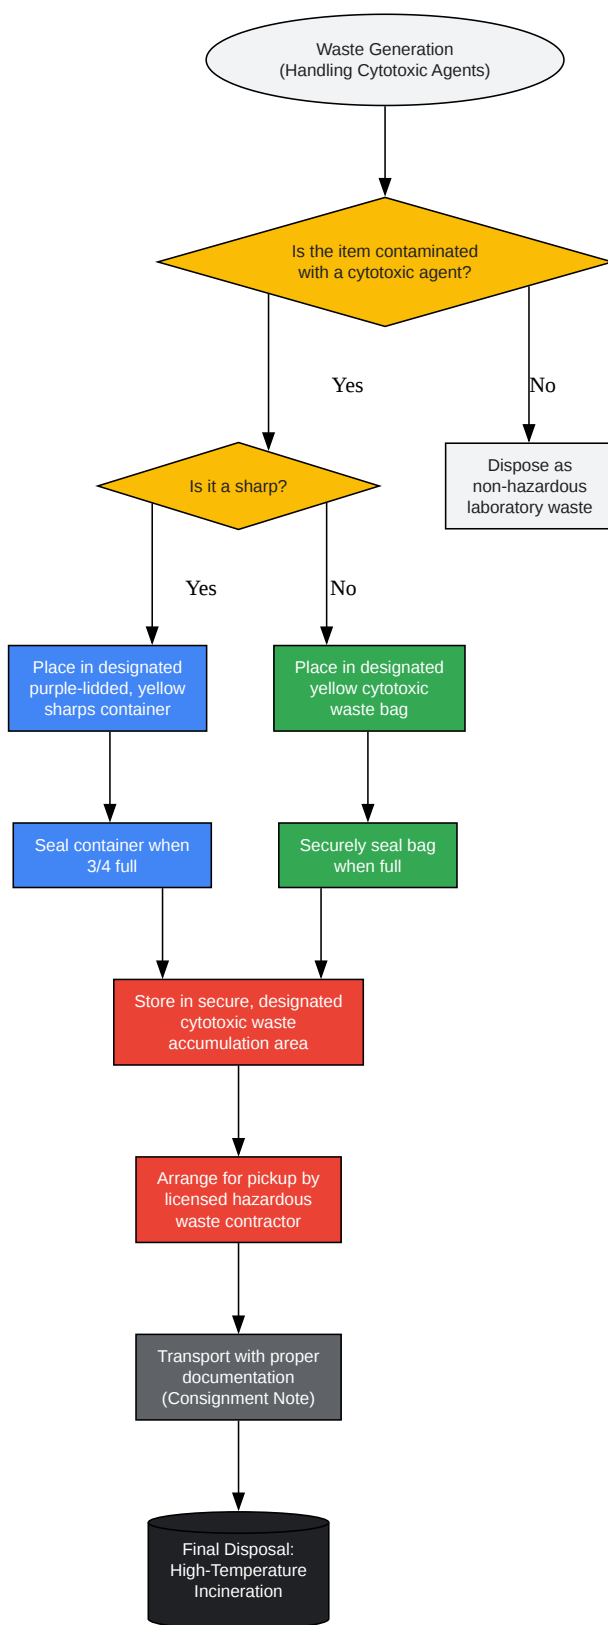 Waste Generation
(Handling Cytotoxic Agents)
Is the item contaminated
with a cytotoxic agent?
Yes
No
Is it a sharp?
Dispose as
non-hazardous
laboratory waste
Yes
No
Place in designated
purple-lidded, yellow
sharps container
Place in designated
yellow cytotoxic
waste bag
Seal container when
3/4 full
Securely seal bag
when full
Store in secure, designated
cytotoxic waste
accumulation area
Arrange for pickup by
licensed hazardous
waste contractor
Transport with proper
documentation
(Consignment Note)
Final Disposal:
High-Temperature
Incineration